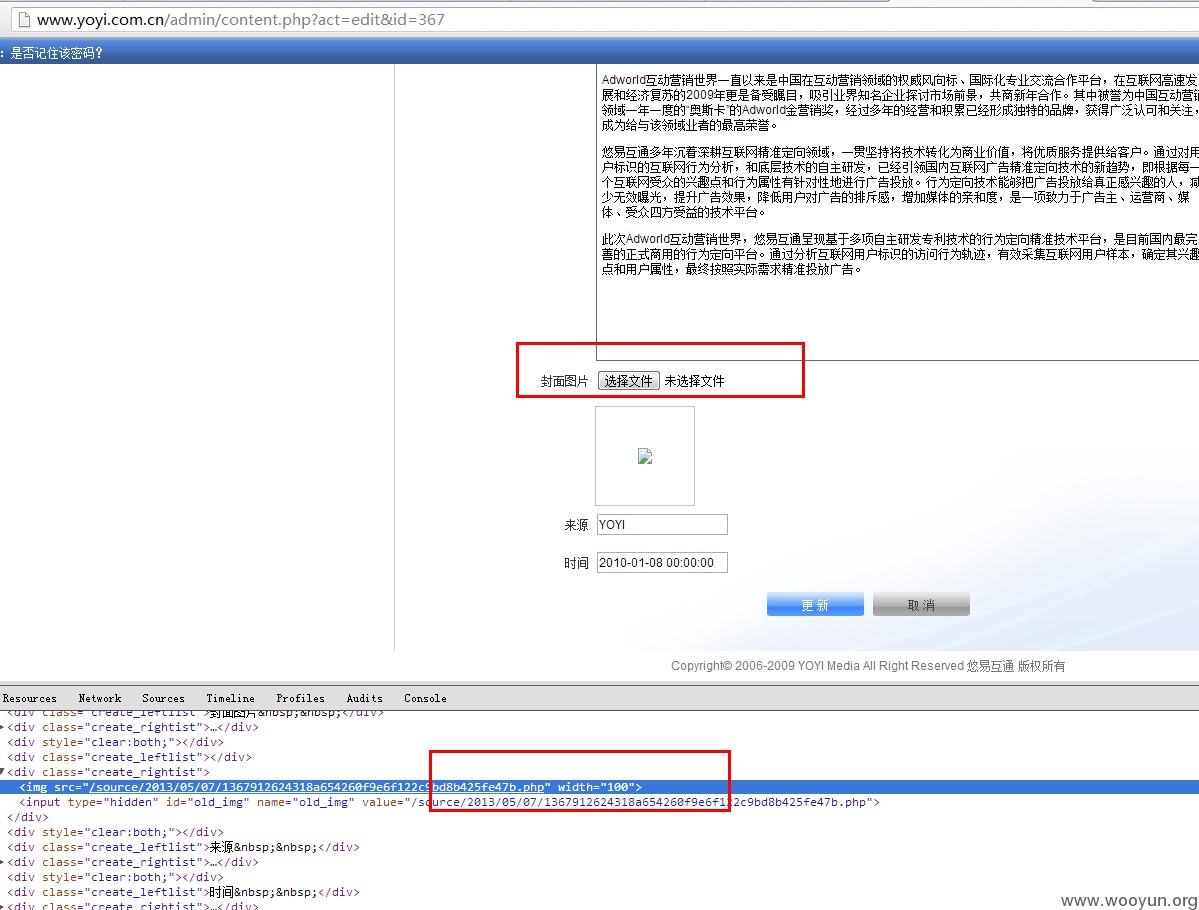 www.yoyi.com.cn/admin/content.php?act=edit&id=367
：是否记住该密码？
Adworld互动营销世界一直以来是中国在互动营销领域的权威风向标、国际化专业交流合作平台，在互联网高速发
展和经济复苏的2009年更是备受瞩目，吸引业界知名企业探讨市场前景，共商新年合作。其中被誉为中国互动营销
领域一年一度的“奥斯卡”的Adworld金营销奖，经过多年的经营和积累已经形成独特的品牌，获得广泛认可和关注，
成为给与该领域业者的最高荣誉。
悠易互通多年沉着深耕互联网精准定向领域，一贯坚持将技术转化为商业价值，将优质服务提供给客户。通过对用
户标识的互联网行为分析，和底层技术的自主研发，已经引领国内互联网广告精准定向技术的新趋势，即根据每一
个互联网受众的兴趣点和行为属性有针对性地进行广告投放。行为定向技术能够把广告投放给真正感兴趣的人，减
少无效曝光，提升广告效果，降低用户对广告的排斥感，增加媒体的亲和度，是一项致力于广告主、运营商、媒
体、受众四方受益的技术平台。
此次Adworld互动营销世界，悠易互通呈现基于多项自主研发专利技术的行为定向精准技术平台，是目前国内最完
善的正式商用的行为定向平台。通过分析互联网用户标识的访问行为轨迹，有效采集互联网用户样本，确定其兴趣
点和用户属性，最终按照实际需求精准投放广告。
封面图片 选择文件 未选择文件
来源 YOYI
时间 2010-01-08 00:00:00
更新 取消
Copyright© 2006-2009 YOYI Media All Right Reserved 悠易互通 版权所有
Resources Network Sources Timeline Profiles Audits Console
<div class="create_leftlist">封面图片&nbsp;&nbsp;</div>
<div class="create_rightist">…</div>
<div style="clear:both;"></div>
<div class="create_leftlist"></div>
<div class="create_rightist">
<img src="/source/2013/05/07/1367912624318a654260f9e6f122c9bd8b425fe47b.php" width="100">
<input type="hidden" id="old_img" name="old_img" value="/source/2013/05/07/1367912624318a654260f9e6f122c9bd8b425fe47b.php">
</div>
<div style="clear:both;"></div>
<div class="create_leftlist">来源&nbsp;&nbsp;</div>
<div class="create_rightist">…</div>
<div style="clear:both;"></div>
<div class="create_leftlist">时间&nbsp;&nbsp;</div>
<div class="create_rightist">…</div>
www.wooyun.org